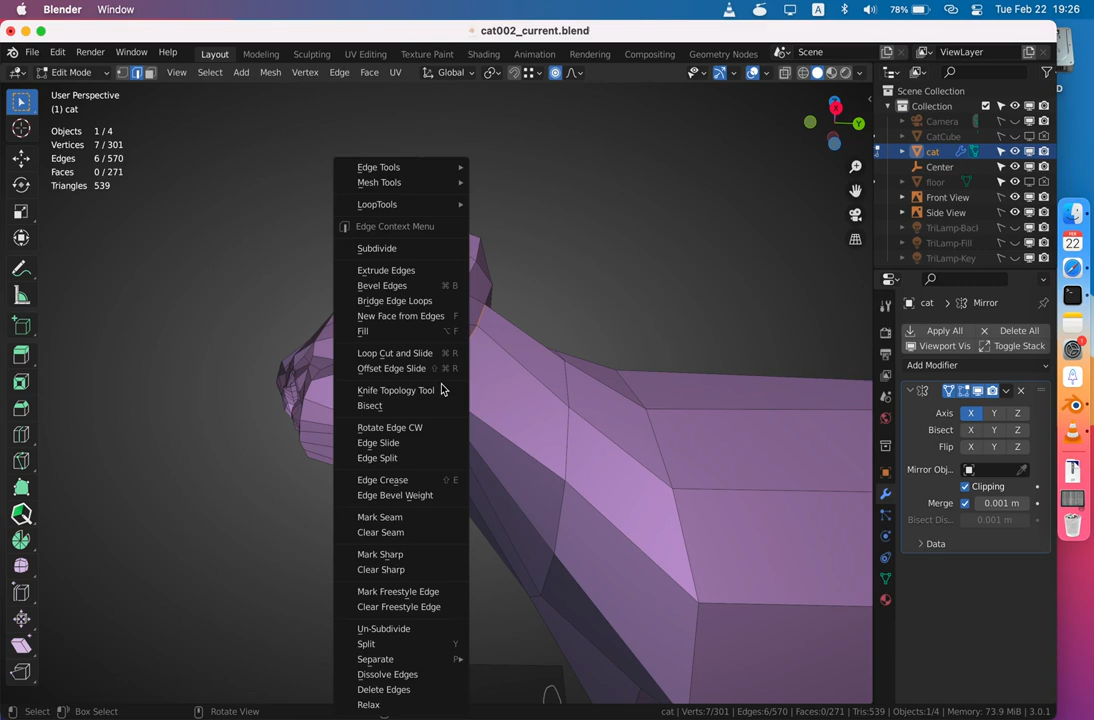 Blender Window
A 78% Tue Feb 22 19:26
cat002_current.blend
File Edit Render Window Help
Layout Modeling Sculpting UV Editing Texture Paint Shading Animation Rendering Compositing Geometry Nodes
Scene ViewLayer
Edit Mode View Select Add Mesh Vertex Edge Face UV Global
User Perspective
(1) cat
Objects 1/4
Vertices 7/301
Edges 6/570
Faces 0/271
Triangles 539
X
Y
Edge Tools
Mesh Tools
LoopTools
Edge Context Menu
Subdivide
Extrude Edges
Bevel Edges ⌘ B
Bridge Edge Loops
New Face from Edges F
Fill ⌥ F
Loop Cut and Slide ⌘ R
Offset Edge Slide ⇧ ⌘ R
Knife Topology Tool
Bisect
Rotate Edge CW
Edge Slide
Edge Split
Edge Crease ⇧ E
Edge Bevel Weight
Mark Seam
Clear Seam
Mark Sharp
Clear Sharp
Mark Freestyle Edge
Clear Freestyle Edge
Un-Subdivide
Split Y
Separate P
Dissolve Edges
Delete Edges
Relax
Scene Collection
Collection
Camera
CatCube
cat
Center
floor
Front View
Side View
TriLamp-Back
TriLamp-Fill
TriLamp-Key
cat Mirror
Apply All Delete All
Viewport Vis Toggle Stack
Add Modifier
Axis X Y Z
Bisect X Y Z
Flip X Y Z
Mirror Obj...
Clipping
Merge 0.001 m
Bisect Dis... 0.001 m
Data
FEB
22
1
Select Box Select Rotate View
cat | Verts:7/301 | Edges:6/570 | Faces:0/271 | Tris:539 | Objects:1/4 | Memory: 73.9 MiB | 3.0.1